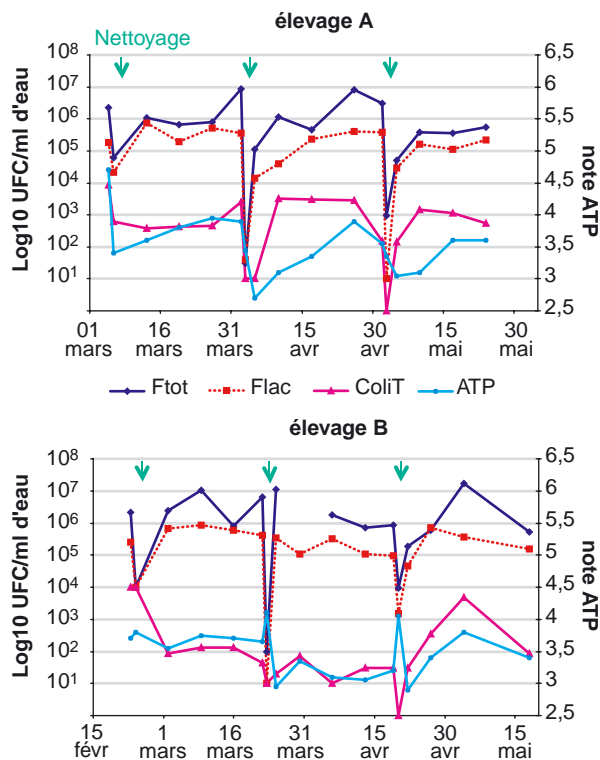 élevage A
Nettoyage
Log10 UFC/ml d'eau
10⁸
10⁷
10⁶
10⁵
10⁴
10³
10²
10¹
6,5
6
5,5
5
4,5
4
3,5
3
2,5
note ATP
01 mars
16 mars
31 mars
15 avr
30 avr
15 mai
30 mai
Ftot Flac ColiT ATP
élevage B
Log10 UFC/ml d'eau
10⁸
10⁷
10⁶
10⁵
10⁴
10³
10²
10¹
6,5
6
5,5
5
4,5
4
3,5
3
2,5
note ATP
15 févr
1 mars
16 mars
31 mars
15 avr
30 avr
15 mai